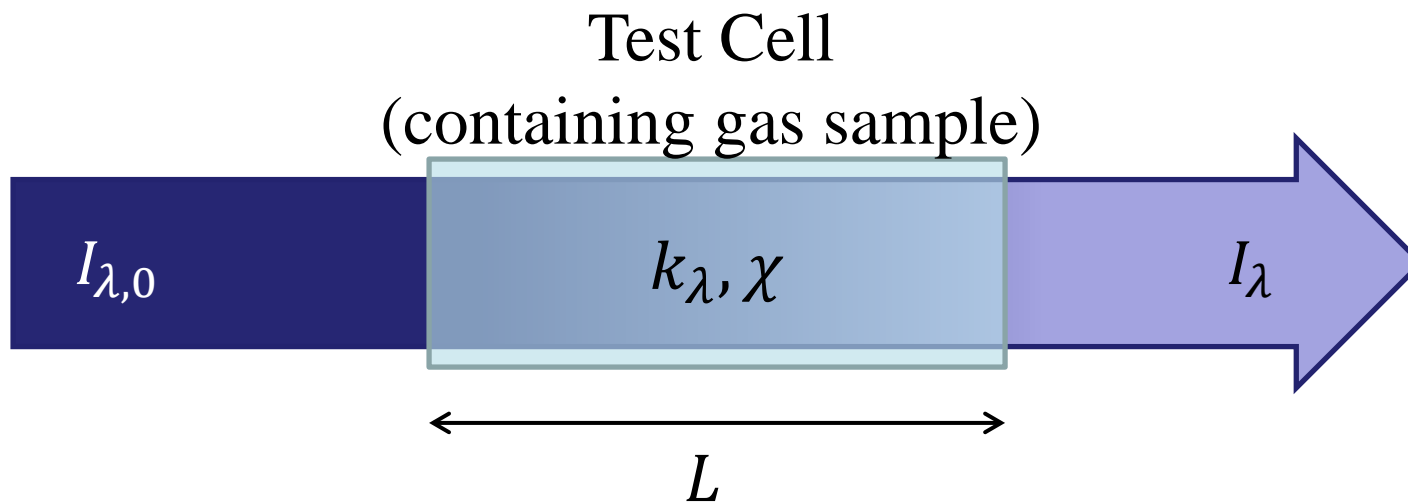 Test Cell
(containing gas sample)
I_{λ,0}
k_λ, χ
I_λ
L